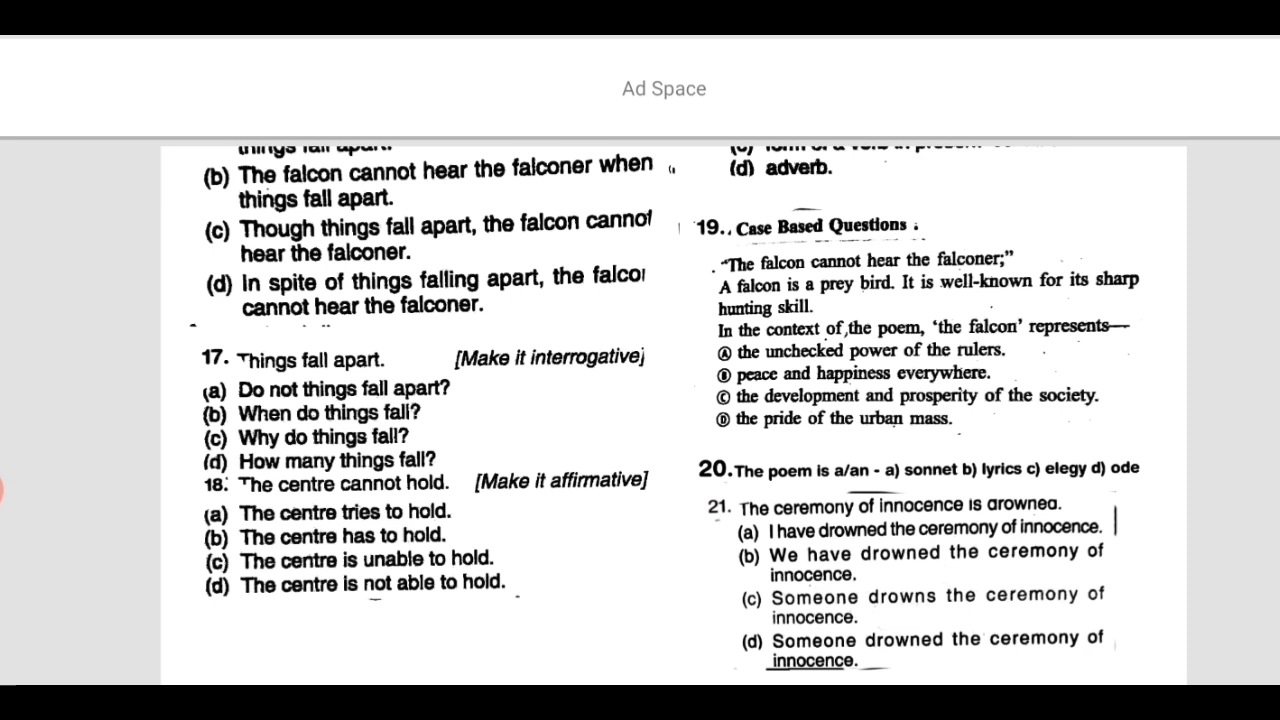 Ad Space
things fall apart.
(b) The falcon cannot hear the falconer when
things fall apart.
(c) Though things fall apart, the falcon cannot
hear the falconer.
(d) In spite of things falling apart, the falcon
cannot hear the falconer.
17. Things fall apart. [Make it interrogative]
(a) Do not things fall apart?
(b) When do things fall?
(c) Why do things fall?
(d) How many things fall?
18. The centre cannot hold. [Make it affirmative]
(a) The centre tries to hold.
(b) The centre has to hold.
(c) The centre is unable to hold.
(d) The centre is not able to hold.
(d) adverb.
19. Case Based Questions :
"The falcon cannot hear the falconer;"
A falcon is a prey bird. It is well-known for its sharp
hunting skill.
In the context of the poem, 'the falcon' represents—
Ⓐ the unchecked power of the rulers.
Ⓑ peace and happiness everywhere.
Ⓒ the development and prosperity of the society.
Ⓓ the pride of the urban mass.
20. The poem is a/an - a) sonnet b) lyrics c) elegy d) ode
21. The ceremony of innocence is drowned.
(a) I have drowned the ceremony of innocence.
(b) We have drowned the ceremony of
innocence.
(c) Someone drowns the ceremony of
innocence.
(d) Someone drowned the ceremony of
innocence.